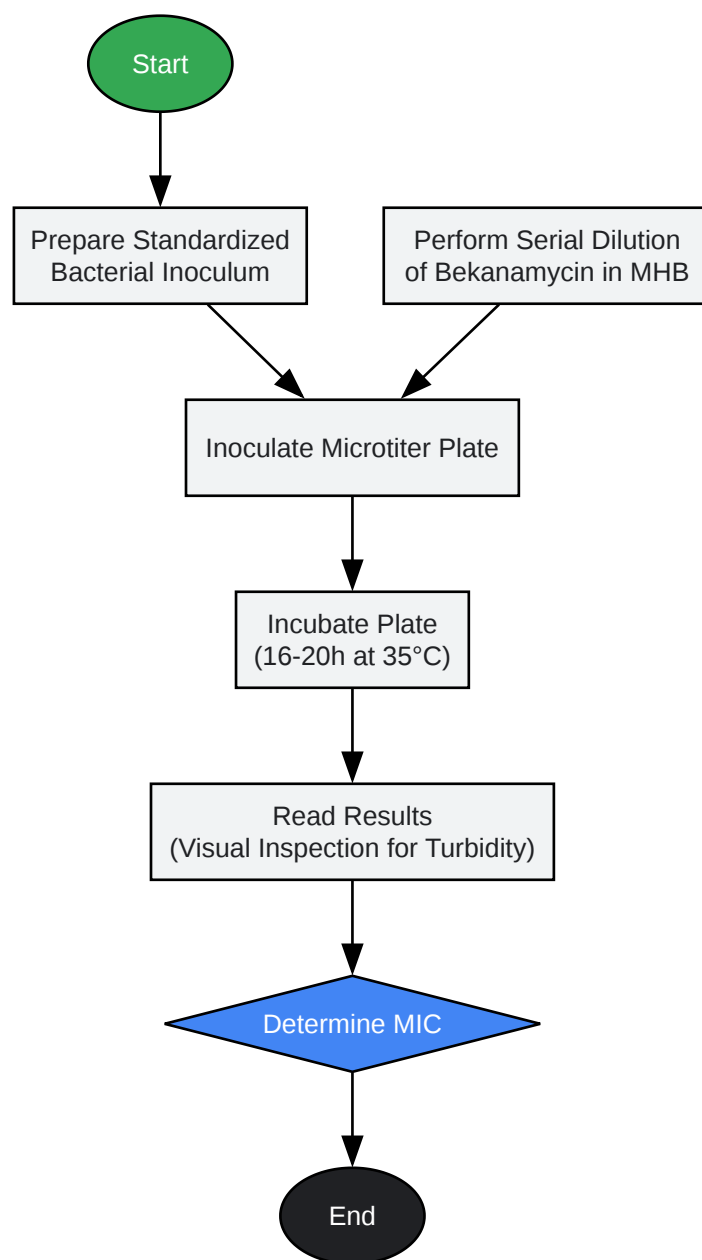 Start
Prepare Standardized
Bacterial Inoculum
Perform Serial Dilution
of Bekanamycin in MHB
Inoculate Microtiter Plate
Incubate Plate
(16-20h at 35°C)
Read Results
(Visual Inspection for Turbidity)
Determine MIC
End